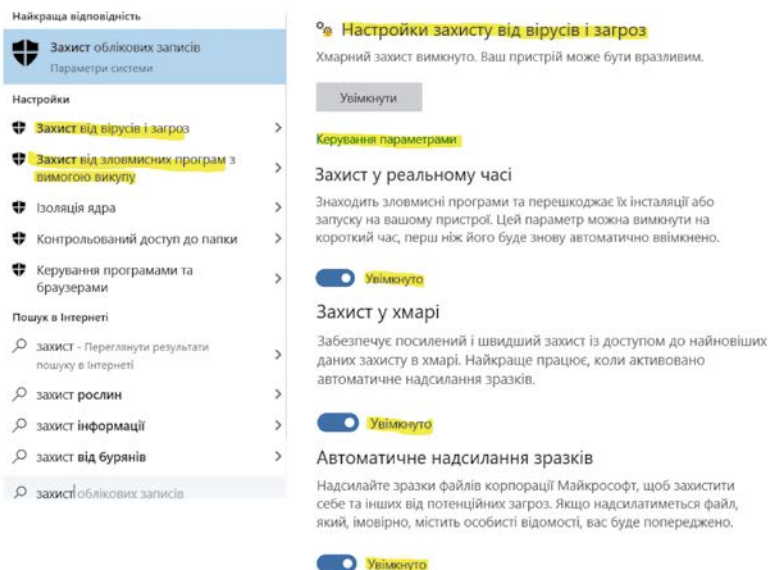 Найкраща відповідність
Захист облікових записів
Параметри системи
Настройки
Захист від вірусів і загроз
Захист від зловмисних програм з
вимогою викупу
Ізоляція ядра
Контрольований доступ до папки
Керування програмами та
браузерами
Пошук в Інтернеті
захист - Переглянути результати
пошуку в Інтернеті
захист рослин
захист інформації
захист від бурянів
захист облікових записів
Настройки захисту від вірусів і загроз
Хмарний захист вимкнуто. Ваш пристрій може бути вразливим.
Увімкнути
Керування параметрами
Захист у реальному часі
Знаходить зловмисні програми та перешкоджає їх інсталяції або
запуску на вашому пристрої. Цей параметр можна вимкнути на
короткий час, перш ніж його буде знову автоматично ввімкнено.
Увімкнуто
Захист у хмарі
Забезпечує посилений і швидший захист із доступом до найновіших
даних захисту в хмарі. Найкраще працює, коли активовано
автоматичне надсилання зразків.
Увімкнуто
Автоматичне надсилання зразків
Надсилайте зразки файлів корпорації Майкрософт, щоб захистити
себе та інших від потенційних загроз. Якщо надсилатиметься файл,
який, імовірно, містить особисті відомості, вас буде попереджено.
Увімкнуто